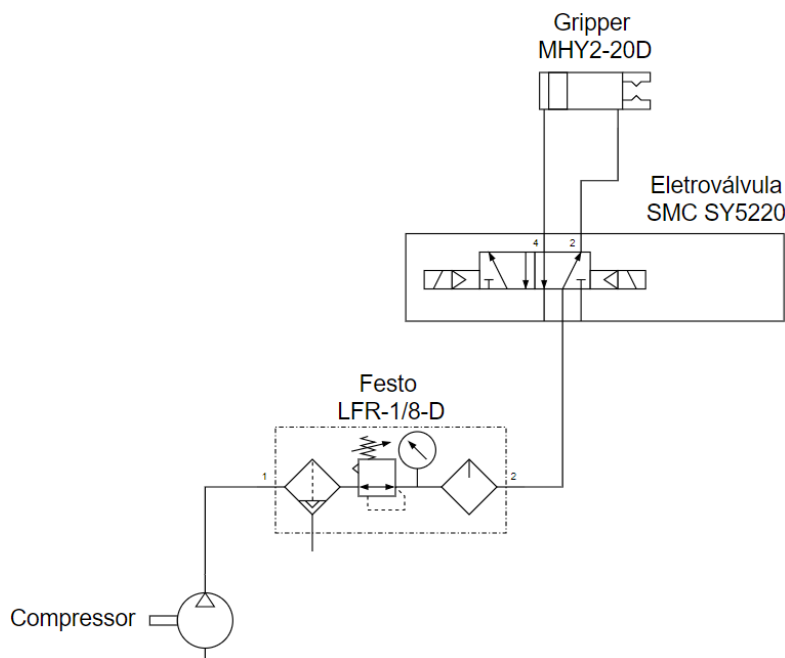 Gripper
MHY2-20D
Eletroválvula
SMC SY5220
4 2
Festo
LFR-1/8-D
1
2
Compressor